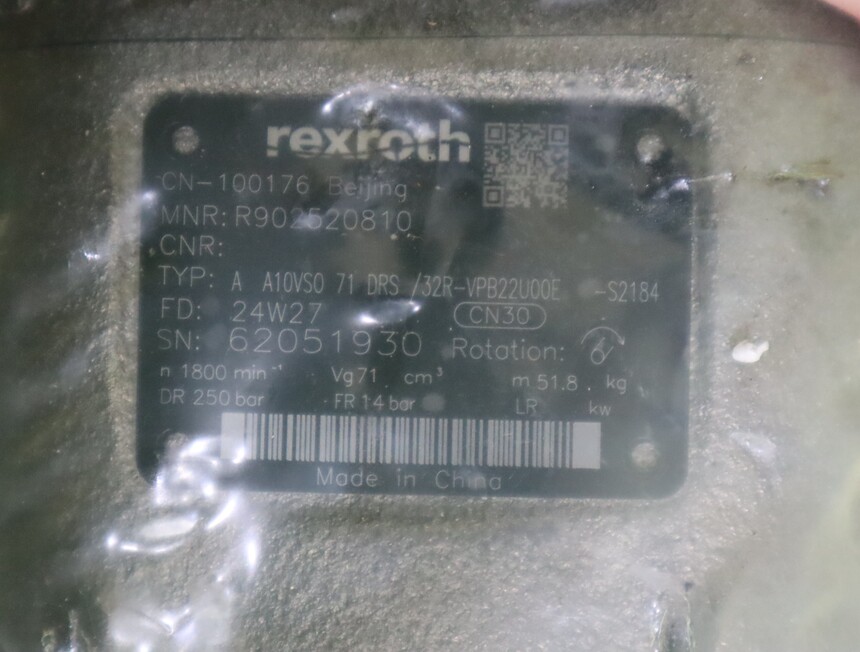 rexroth
CN-100176 Beijing
MNR: R902520810
CNR:
TYP: A A10VSO 71 DRS /32R-VPB22U00E -S2184
FD: 24W27 CN30
SN: 62051930 Rotation:
n 1800 min⁻¹ Vg71 cm³ m 51.8 kg
DR 250 bar FR 14 bar LR kw
Made in China